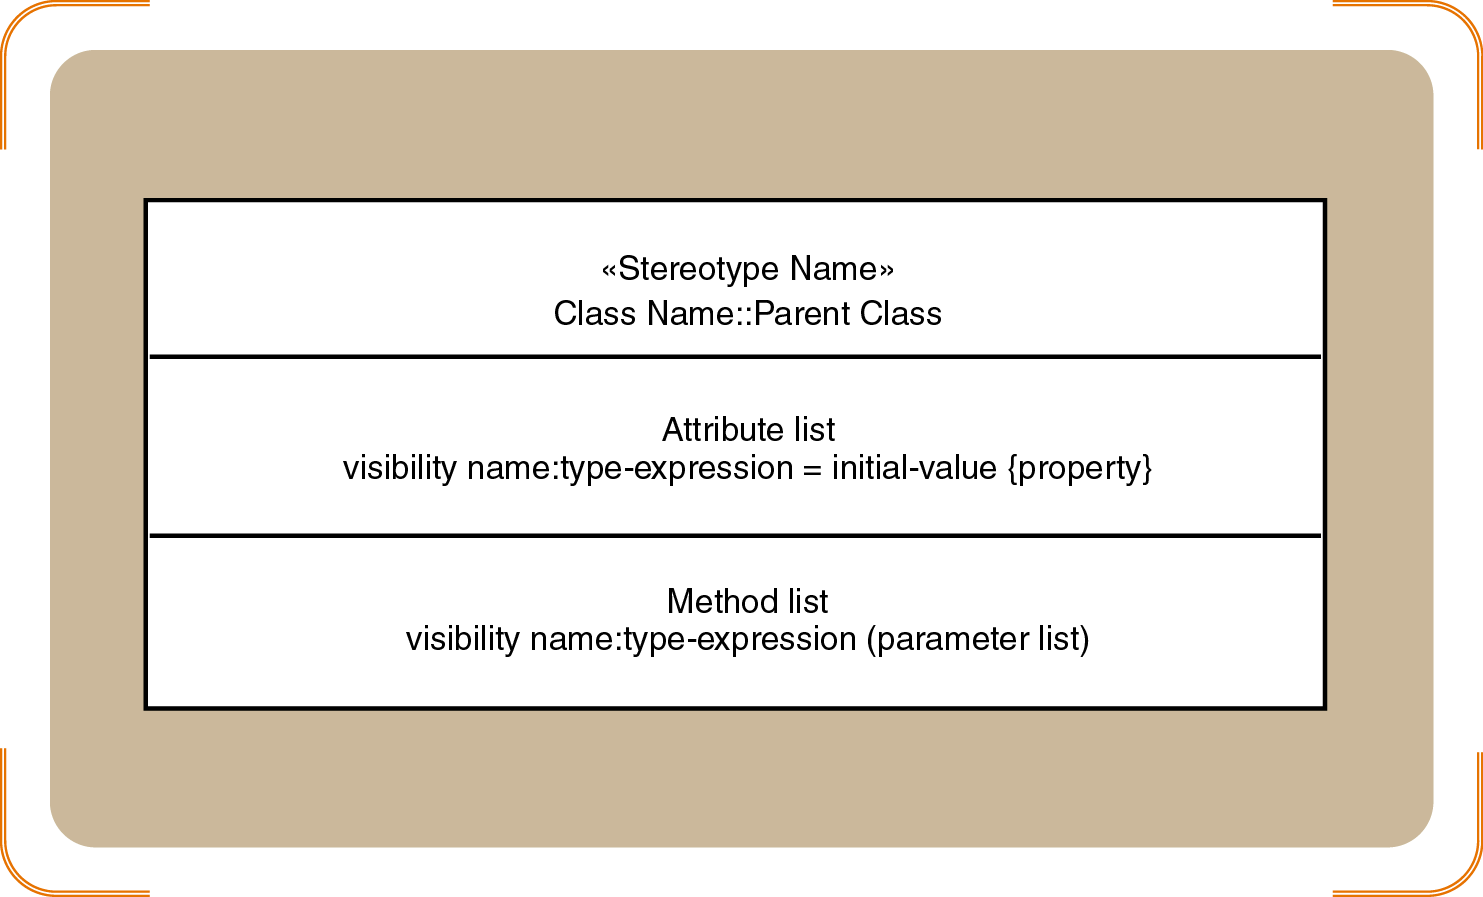 «Stereotype Name»
Class Name::Parent Class
Attribute list
visibility name:type-expression = initial-value {property}
Method list
visibility name:type-expression (parameter list)